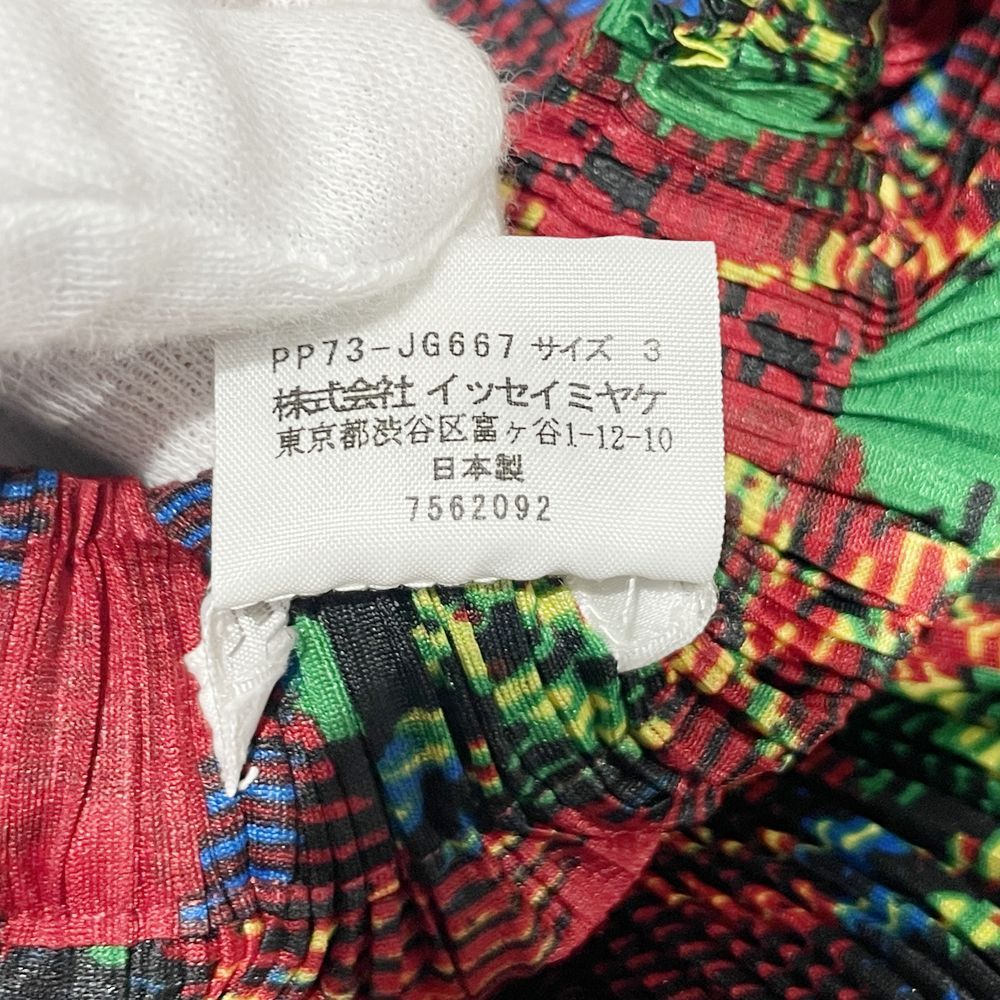 PP73-JG667 サイズ 3
株式会社 イッセイミヤケ
東京都渋谷区富ヶ谷1-12-10
日本製
7562092